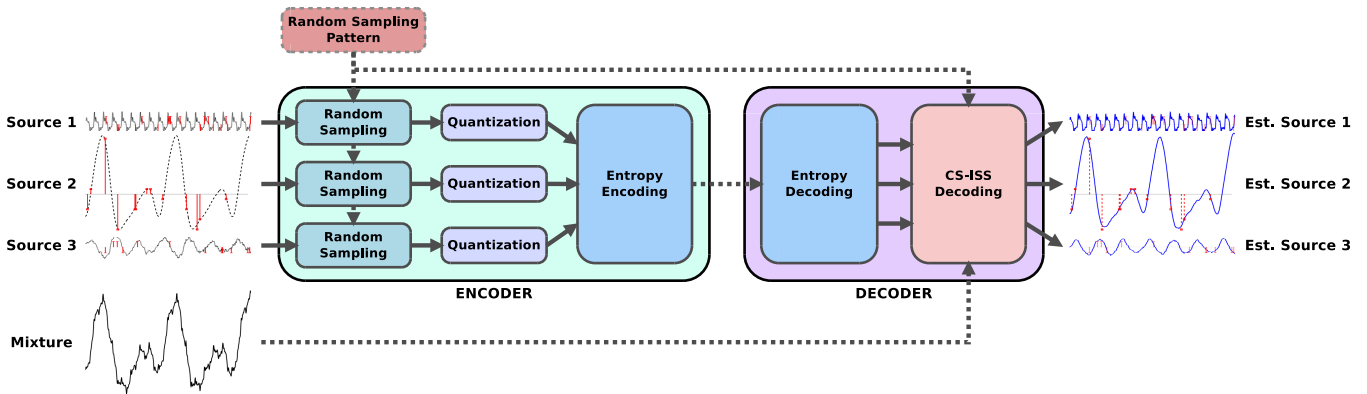 Random Sampling
Pattern
Source 1
Source 2
Source 3
Mixture
Random
Sampling
Random
Sampling
Random
Sampling
Quantization
Quantization
Quantization
Entropy
Encoding
ENCODER
Entropy
Decoding
CS-ISS
Decoding
DECODER
Est. Source 1
Est. Source 2
Est. Source 3